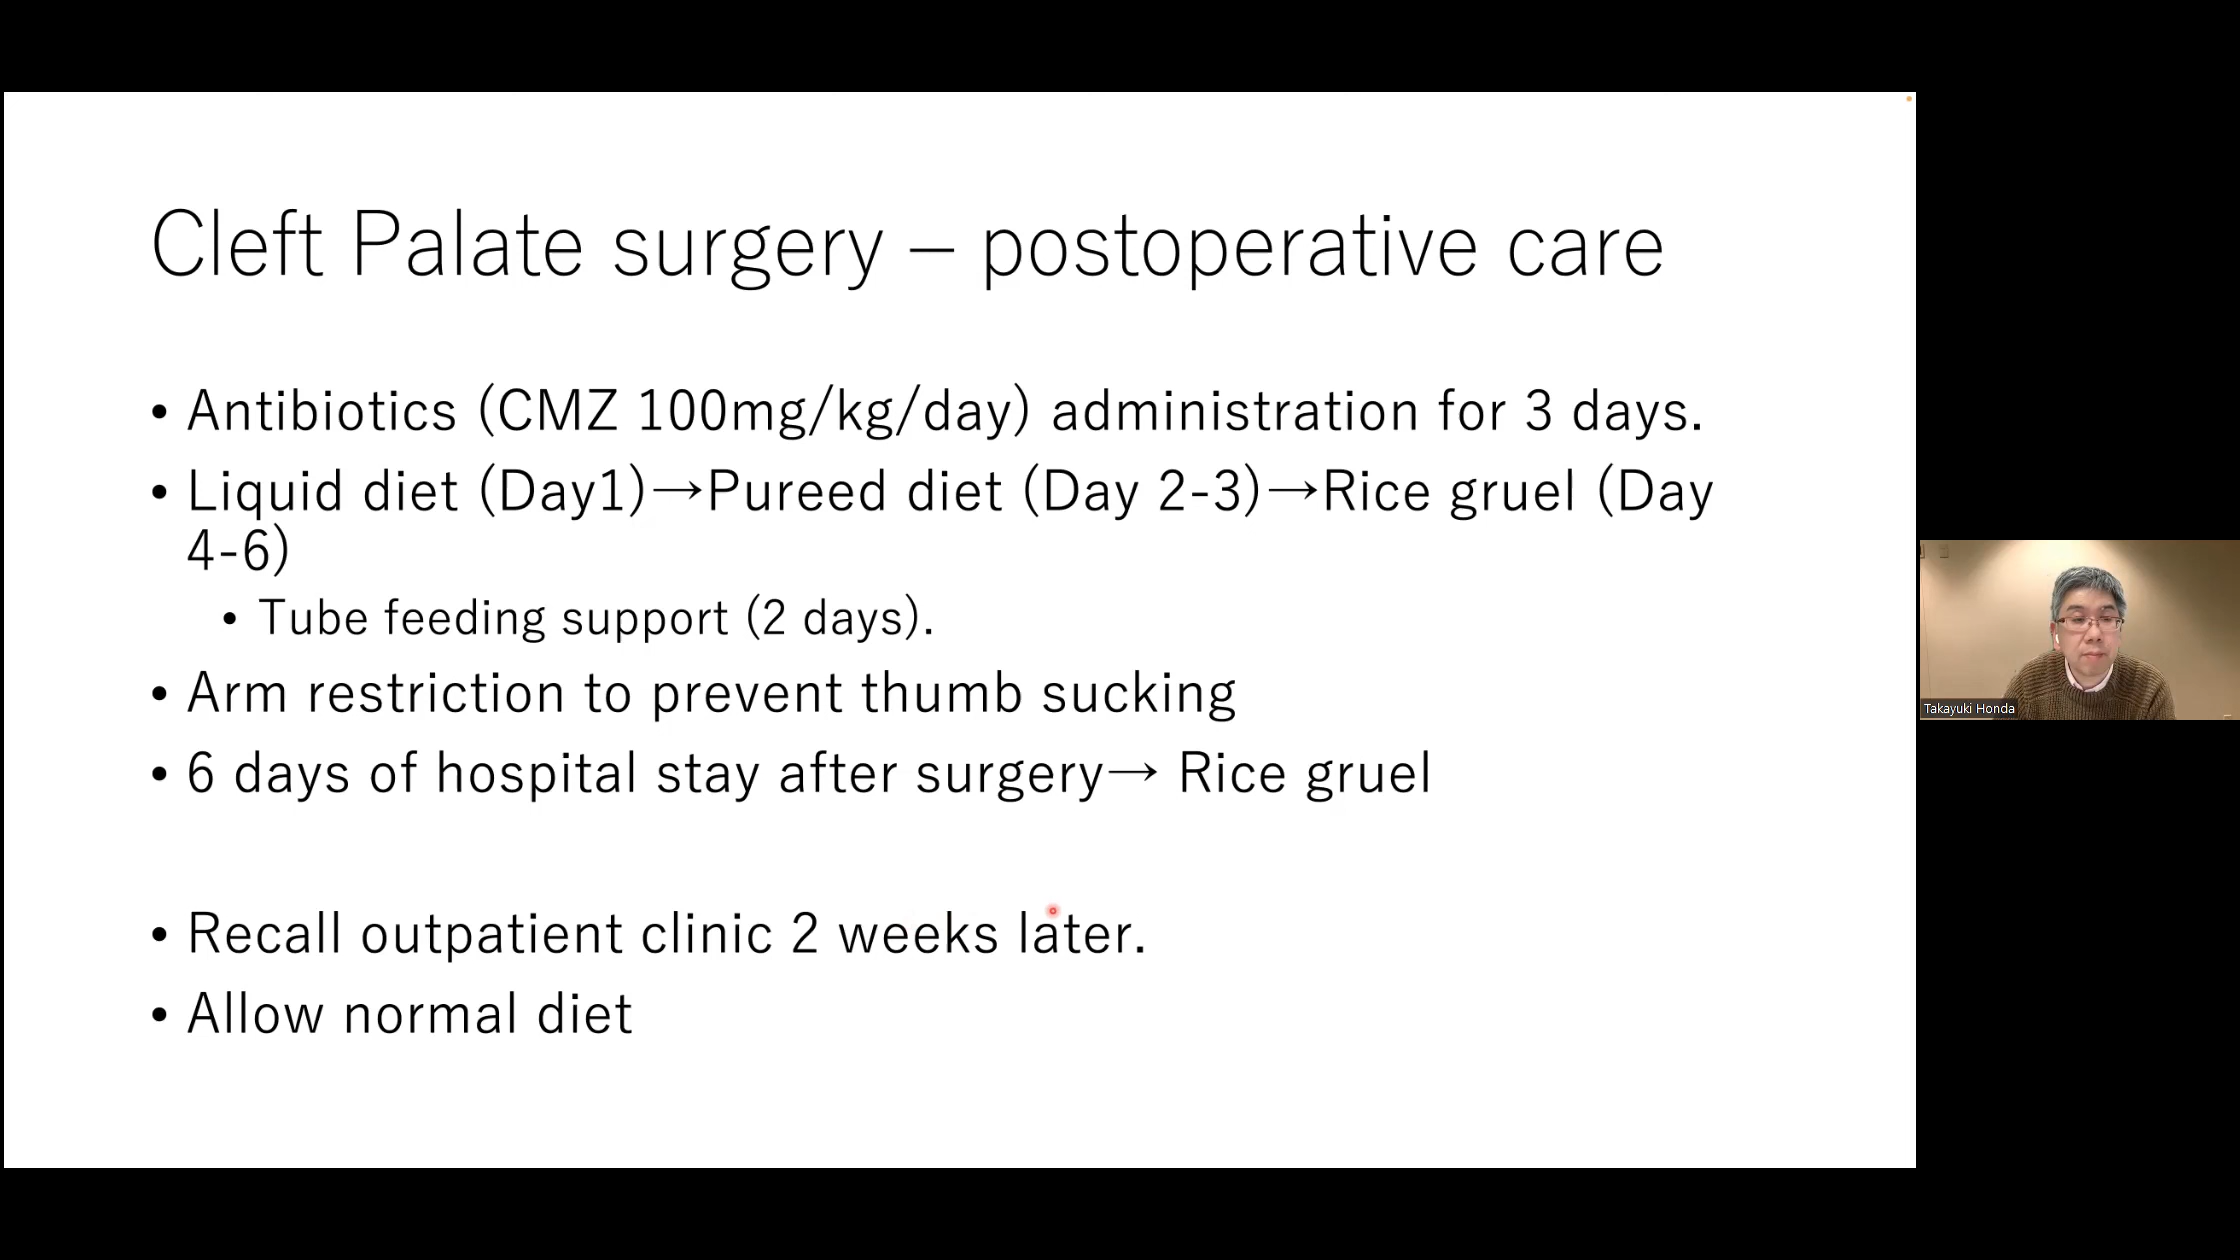 Cleft Palate surgery – postoperative care
• Antibiotics (CMZ 100mg/kg/day) administration for 3 days.
• Liquid diet (Day1)→Pureed diet (Day 2-3)→Rice gruel (Day
4-6)
• Tube feeding support (2 days).
• Arm restriction to prevent thumb sucking
• 6 days of hospital stay after surgery→ Rice gruel
• Recall outpatient clinic 2 weeks later.
• Allow normal diet
Takayuki Honda